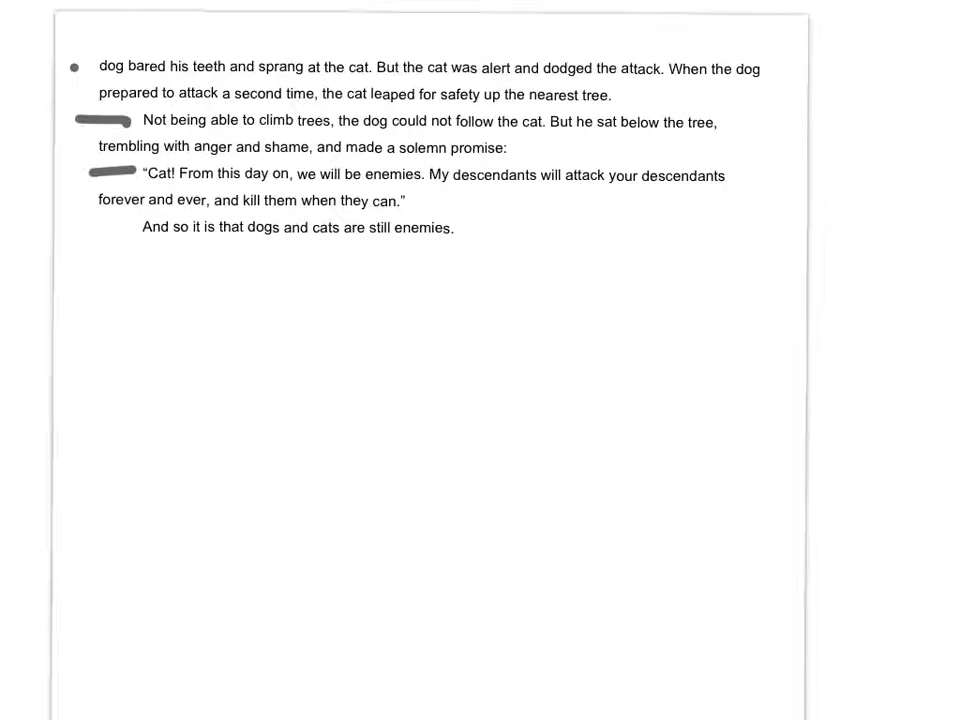 dog bared his teeth and sprang at the cat. But the cat was alert and dodged the attack. When the dog
prepared to attack a second time, the cat leaped for safety up the nearest tree.
Not being able to climb trees, the dog could not follow the cat. But he sat below the tree,
trembling with anger and shame, and made a solemn promise:
“Cat! From this day on, we will be enemies. My descendants will attack your descendants
forever and ever, and kill them when they can.”
And so it is that dogs and cats are still enemies.